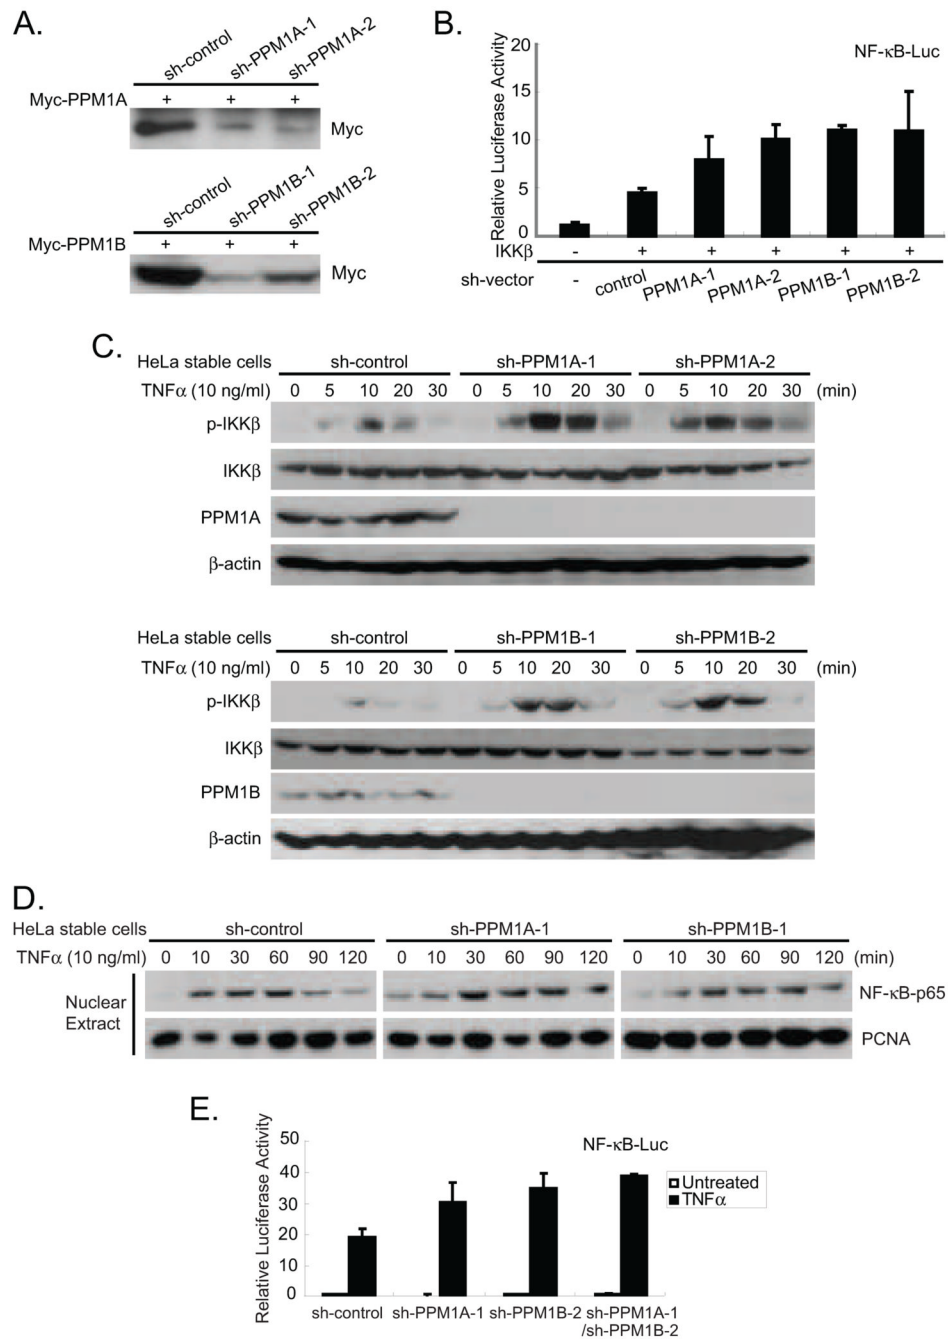 A.
sh-control sh-PPM1A-1 sh-PPM1A-2
Myc-PPM1A + + +
Myc
sh-control sh-PPM1B-1 sh-PPM1B-2
Myc-PPM1B + + +
Myc
B.
Relative Luciferase Activity
NF-κB-Luc
20
15
10
5
0
IKKβ - + + + + +
sh-vector - control PPM1A-1 PPM1A-2 PPM1B-1 PPM1B-2
C.
HeLa stable cells sh-control sh-PPM1A-1 sh-PPM1A-2
TNFα (10 ng/ml) 0 5 10 20 30 0 5 10 20 30 0 5 10 20 30 (min)
p-IKKβ
IKKβ
PPM1A
β-actin
HeLa stable cells sh-control sh-PPM1B-1 sh-PPM1B-2
TNFα (10 ng/ml) 0 5 10 20 30 0 5 10 20 30 0 5 10 20 30 (min)
p-IKKβ
IKKβ
PPM1B
β-actin
D.
HeLa stable cells sh-control sh-PPM1A-1 sh-PPM1B-1
TNFα (10 ng/ml) 0 10 30 60 90 120 0 10 30 60 90 120 0 10 30 60 90 120 (min)
Nuclear
Extract
NF-κB-p65
PCNA
E.
Relative Luciferase Activity
NF-κB-Luc
50
40
30
20
10
0
Untreated
TNFα
sh-control sh-PPM1A-1 sh-PPM1B-2 sh-PPM1A-1
/sh-PPM1B-2